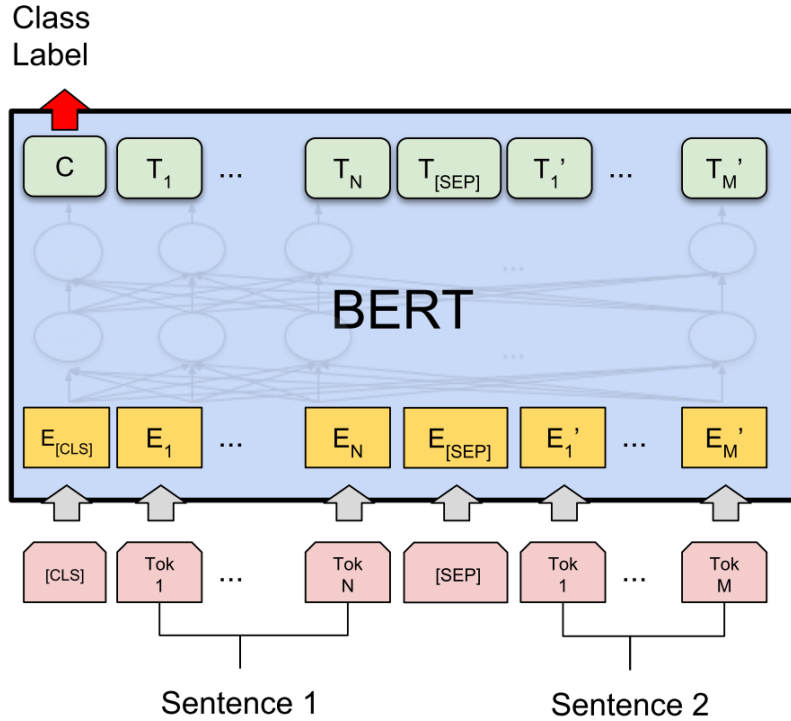 Class
Label
C T1 ... TN T[SEP] T1’ ... TM’
...
BERT
...
E[CLS] E1 ... EN E[SEP] E1’ ... EM’
[CLS] Tok 1 ... Tok N [SEP] Tok 1 ... Tok M
Sentence 1 Sentence 2